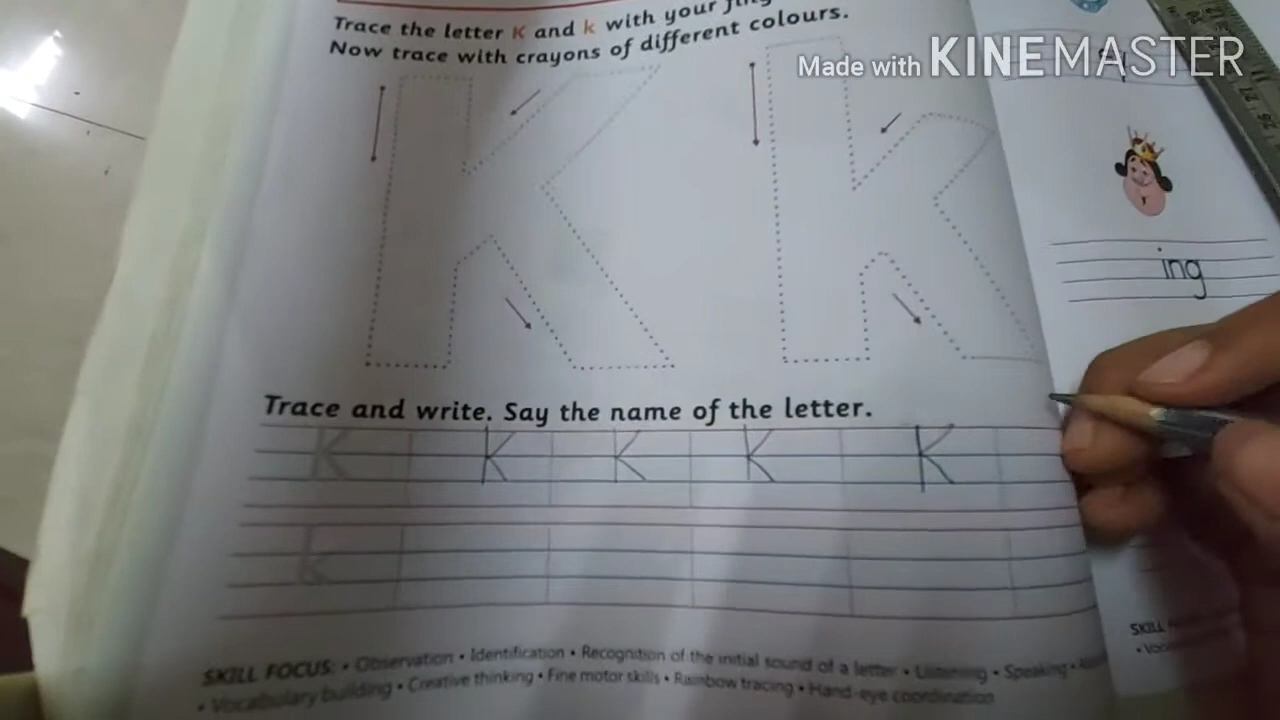 Trace the letter K and k with your
Now trace with crayons of different colours.
Made with KINEMASTER
ing
Trace and write. Say the name of the letter.
K K K K K
k
SKILL FOCUS: • Observation • Identification • Recognition of the initial sound of a letter • Listening • Speaking •
• Vocabulary building • Creative thinking • Fine motor skills • Rainbow tracing • Hand-eye coordination
SKILL